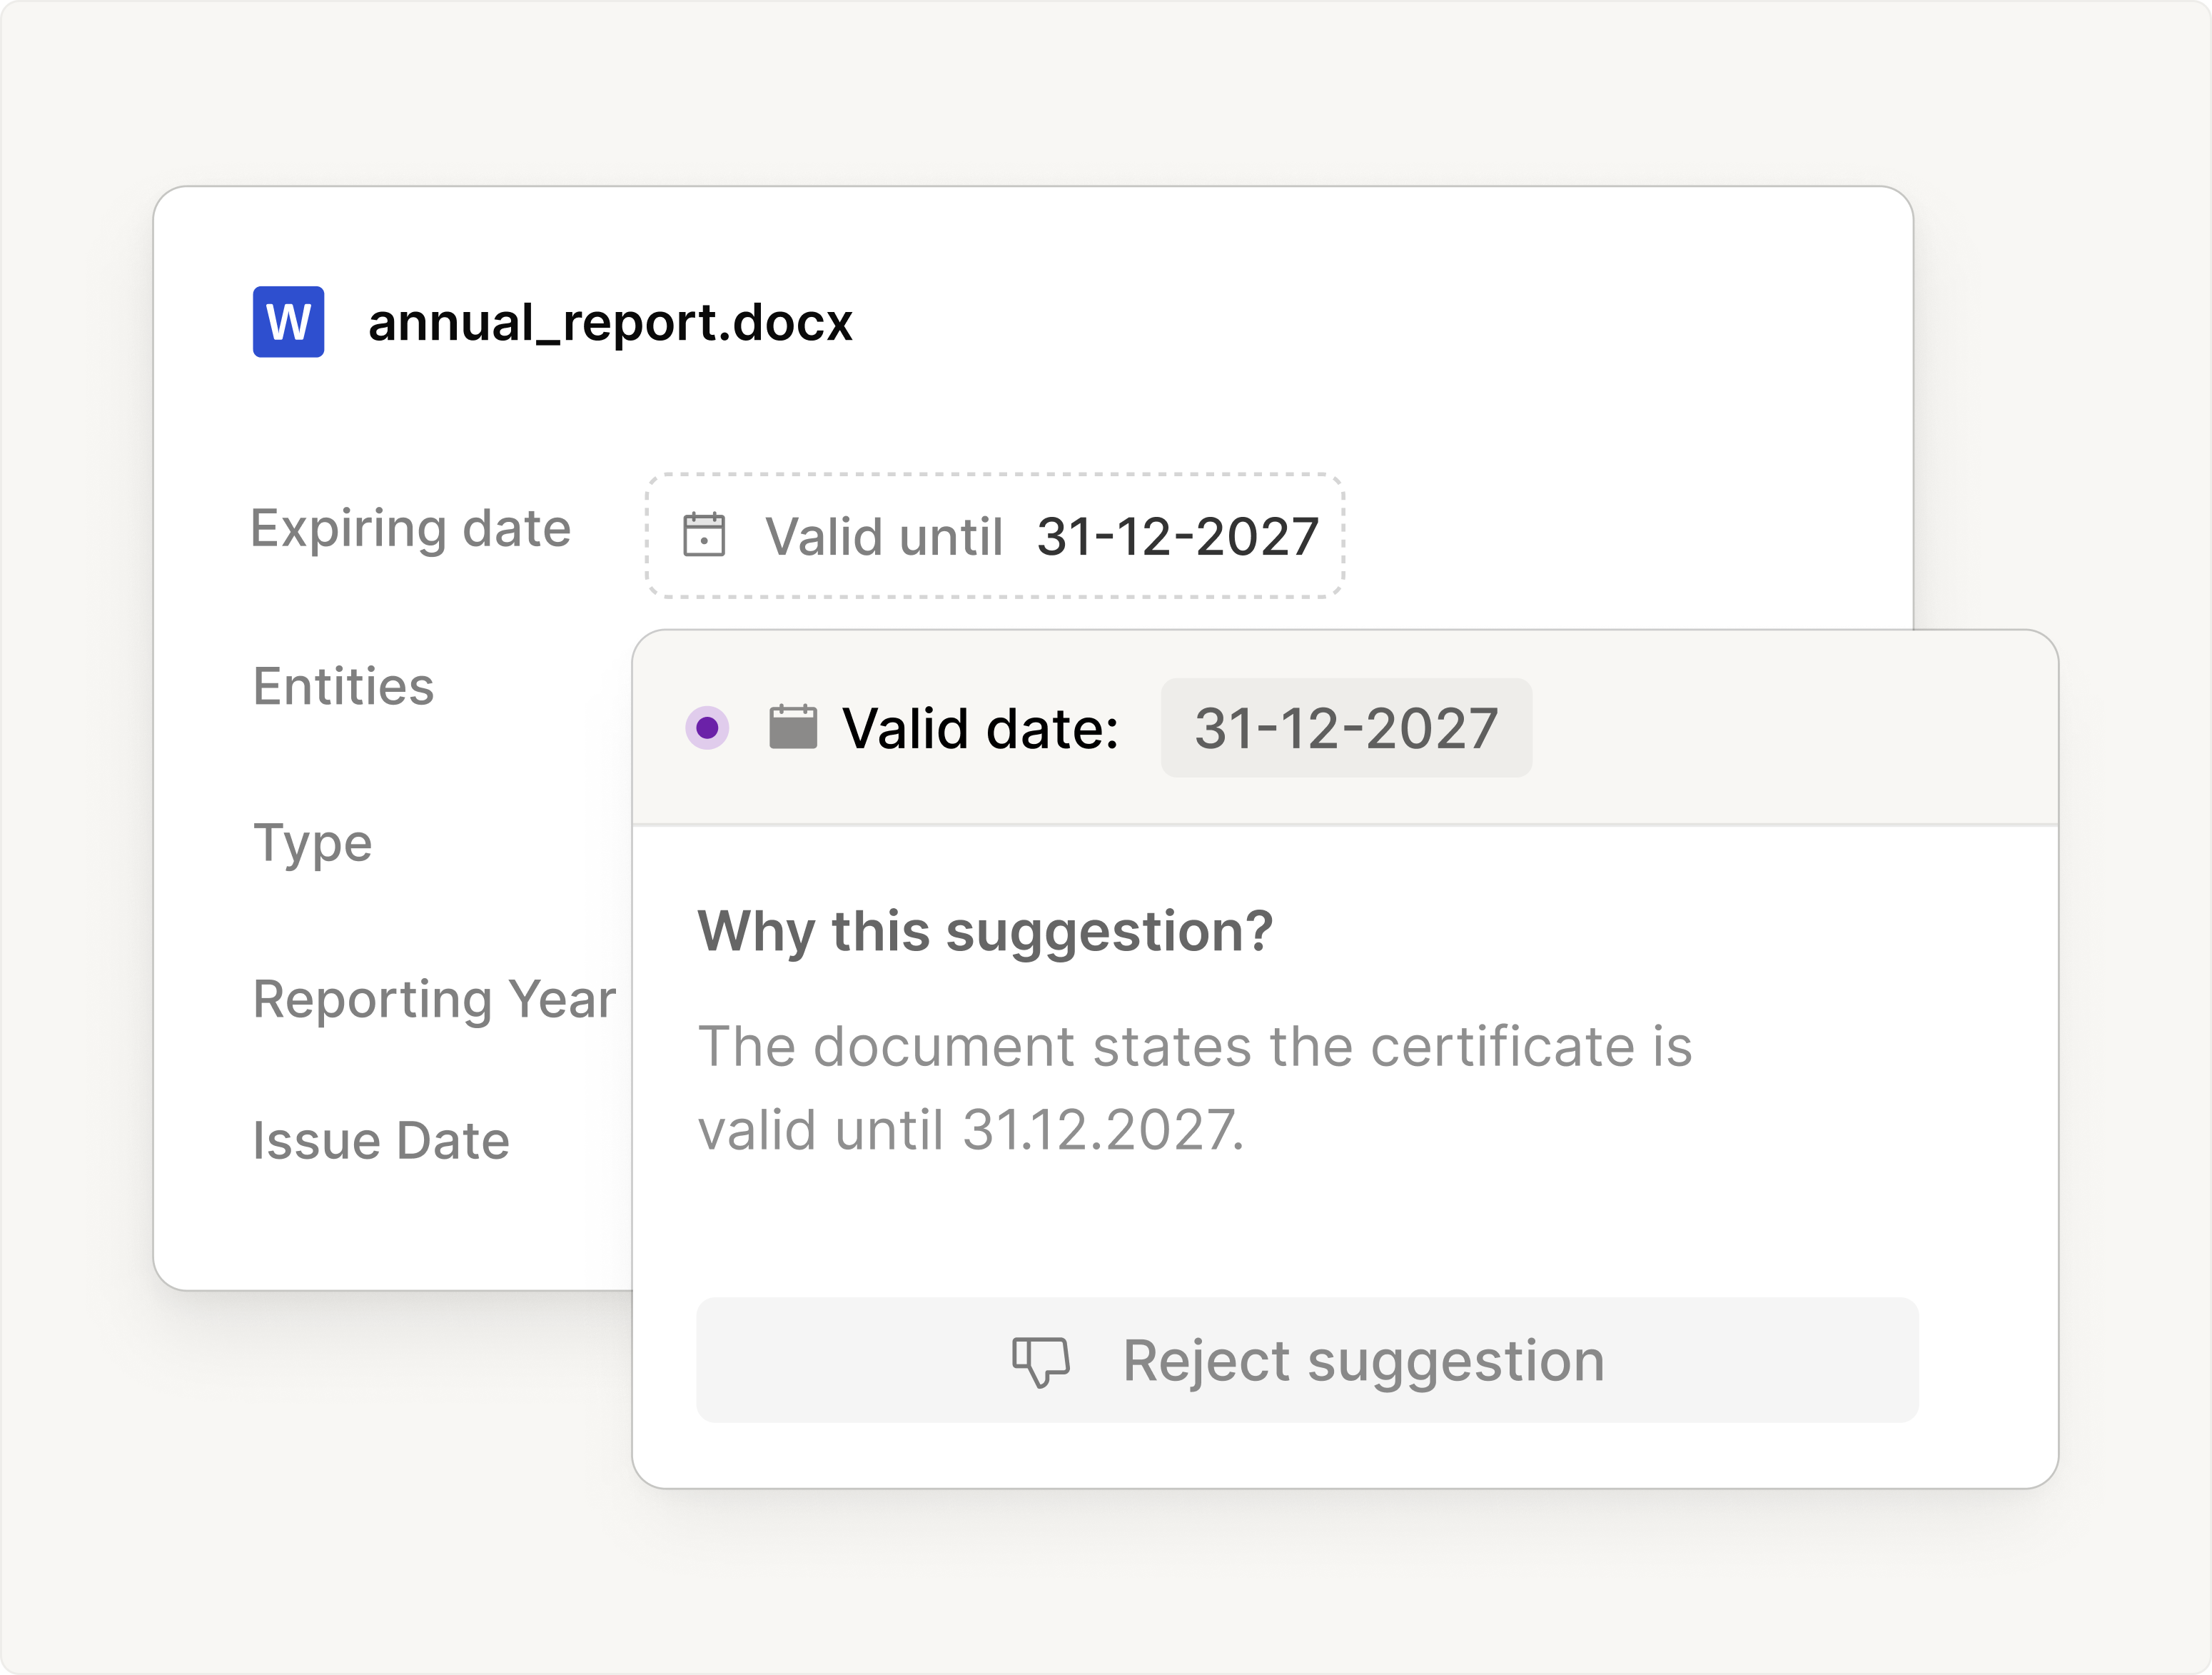 W annual_report.docx
Expiring date Valid until 31-12-2027
Entities
Valid date: 31-12-2027
Type
Why this suggestion?
Reporting Year
The document states the certificate is
valid until 31.12.2027.
Issue Date
Reject suggestion